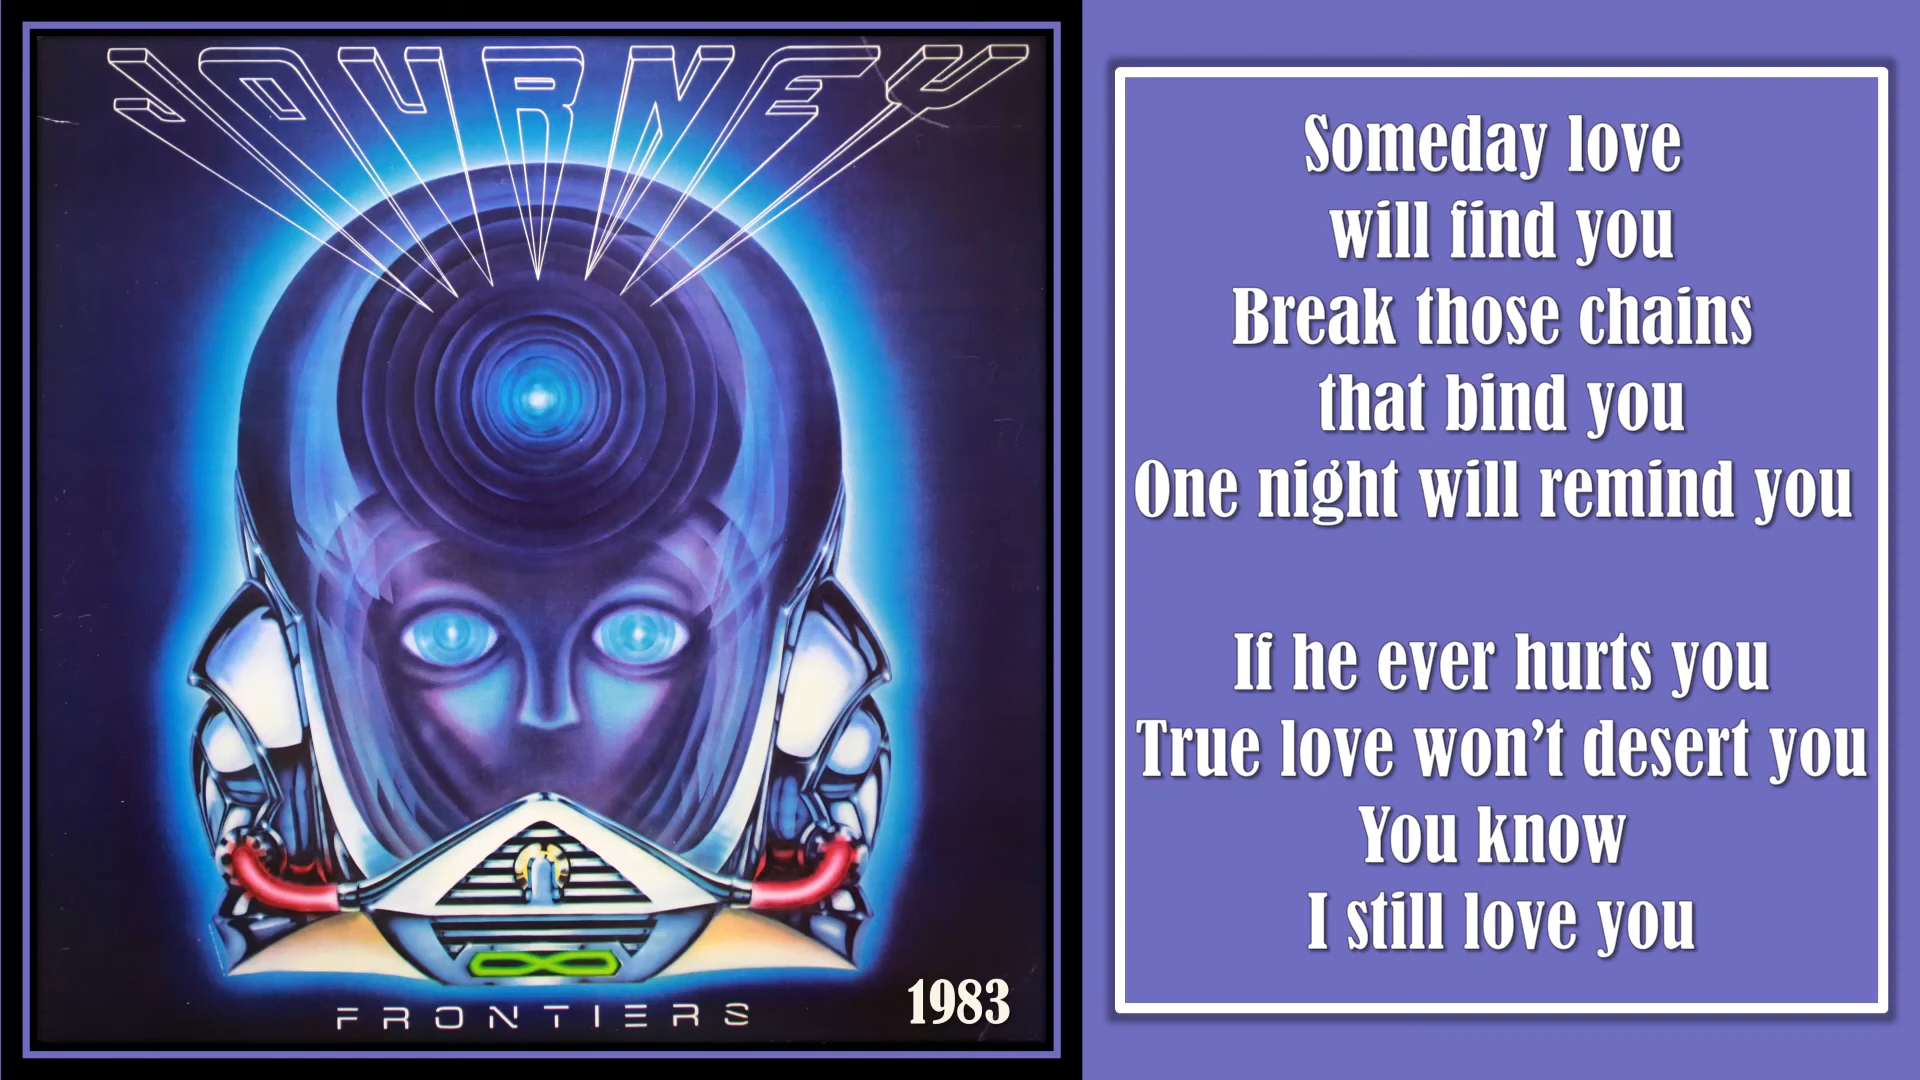 JOURNEY
FRONTIERS
1983
Someday love
will find you
Break those chains
that bind you
One night will remind you
If he ever hurts you
True love won’t desert you
You know
I still love you